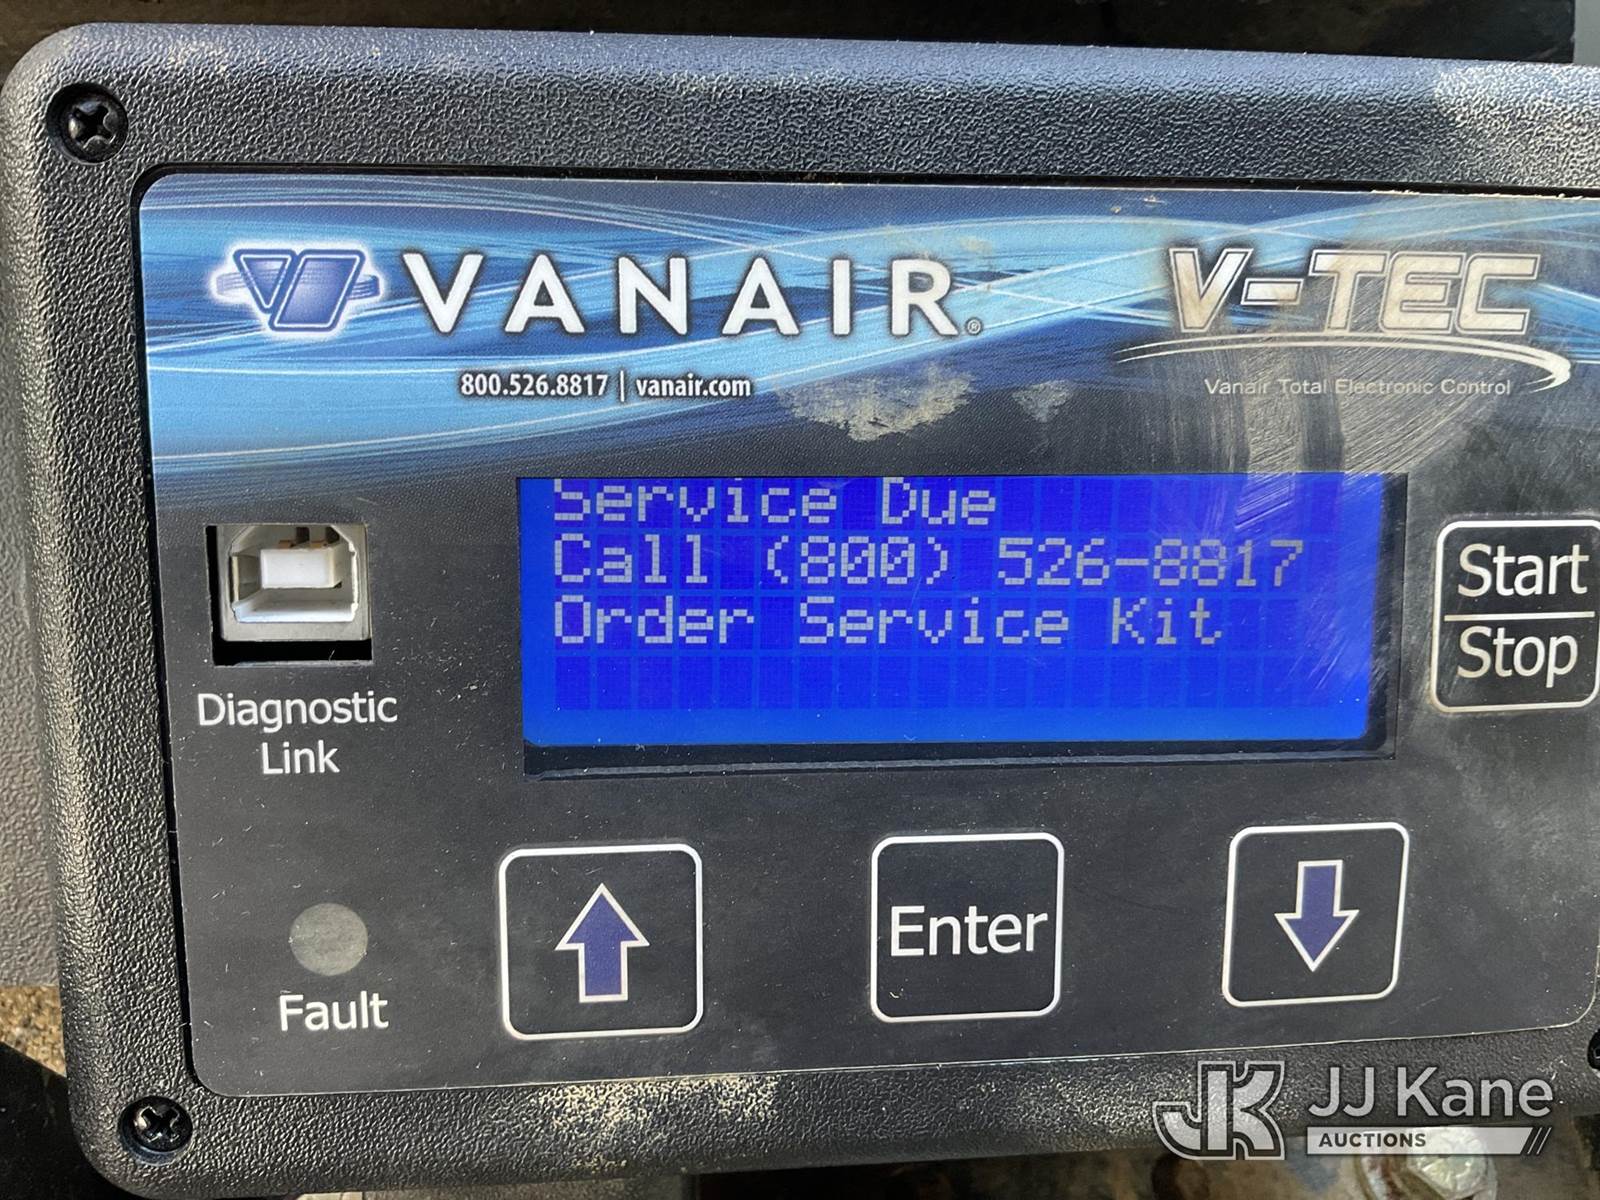 VANAIR®
V-TEC
800.526.8817 | vanair.com
Vanair Total Electronic Control
Service Due
Call (800) 526-8817
Order Service Kit
Start
Stop
Diagnostic
Link
Enter
Fault
JK JJ Kane
AUCTIONS